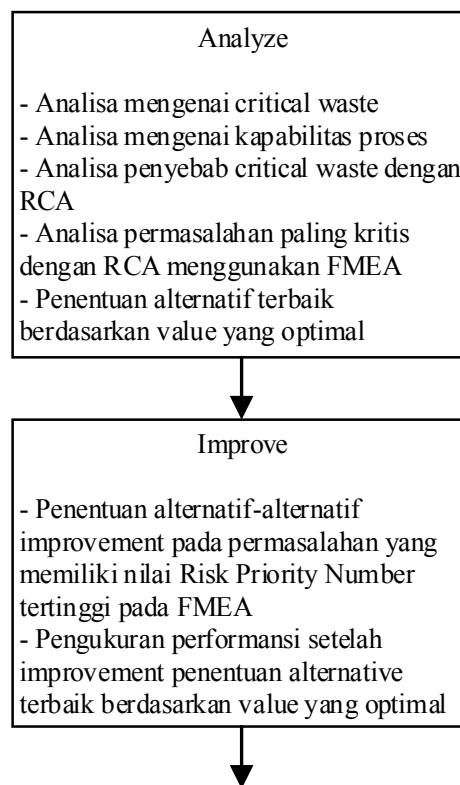 Analyze
- Analisa mengenai critical waste
- Analisa mengenai kapabilitas proses
- Analisa penyebab critical waste dengan
RCA
- Analisa permasalahan paling kritis
dengan RCA menggunakan FMEA
- Penentuan alternatif terbaik
berdasarkan value yang optimal
Improve
- Penentuan alternatif-alternatif
improvement pada permasalahan yang
memiliki nilai Risk Priority Number
tertinggi pada FMEA
- Pengukuran performansi setelah
improvement penentuan alternative
terbaik berdasarkan value yang optimal